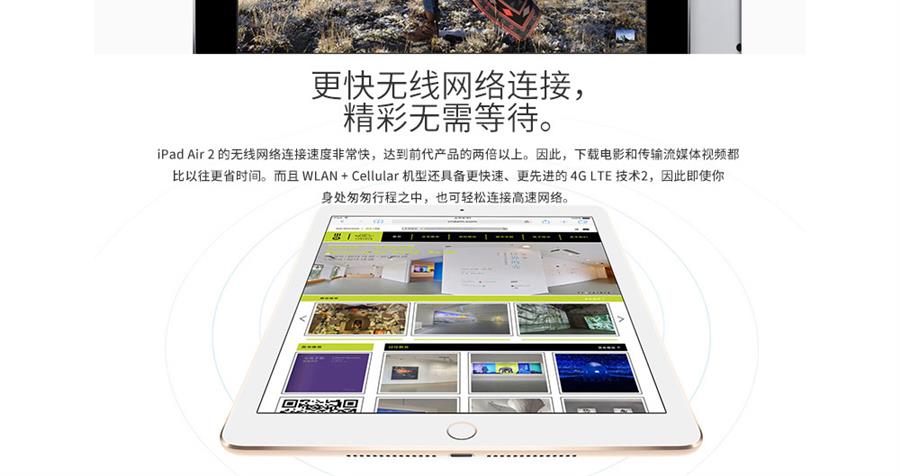 更快无线网络连接，
精彩无需等待。
iPad Air 2 的无线网络连接速度非常快，达到前代产品的两倍以上。因此，下载电影和传输流媒体视频都
比以往更省时间。而且 WLAN + Cellular 机型还具备更快速、更先进的 4G LTE 技术2，因此即使你
身处匆匆行程之中，也可轻松连接高速网络。